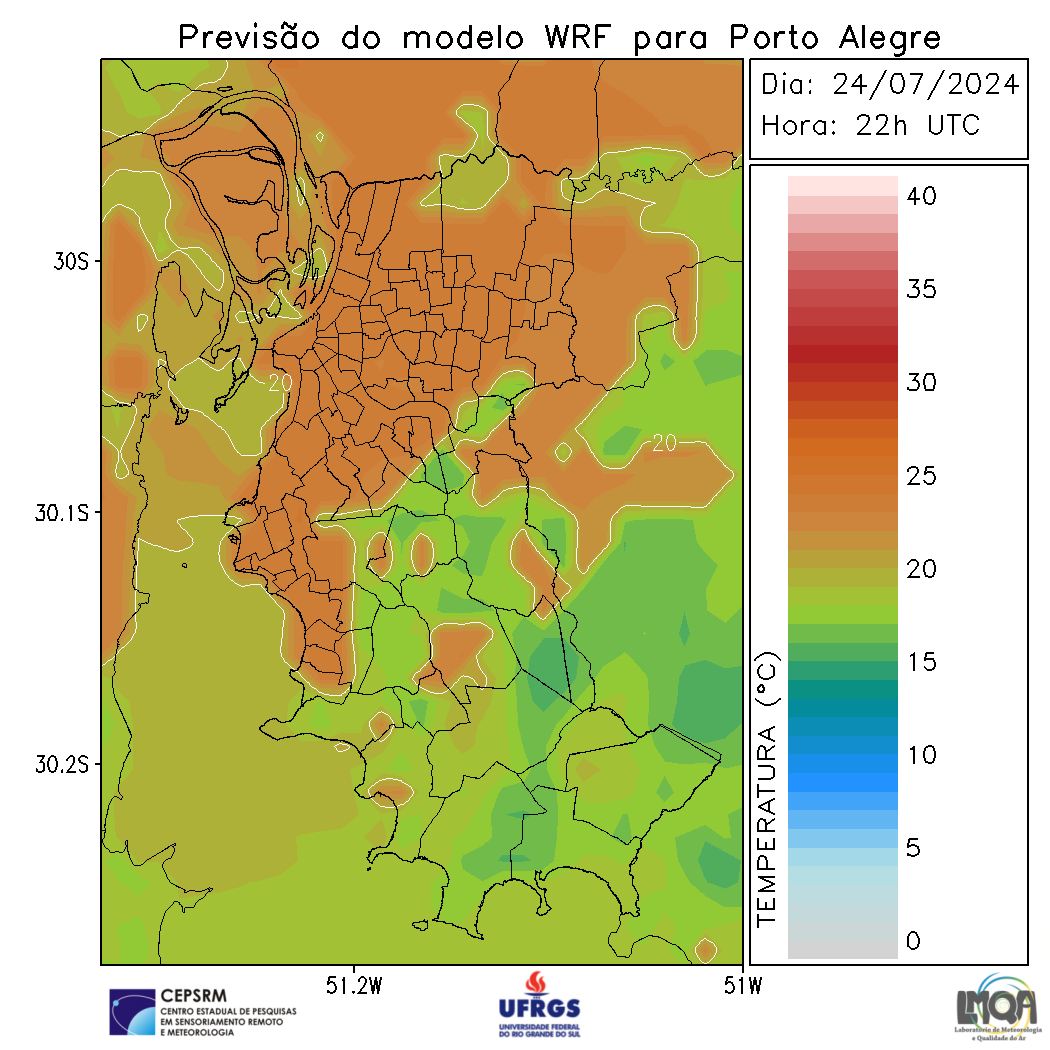 Previsão do modelo WRF para Porto Alegre
Dia: 24/07/2024
Hora: 22h UTC
30S
30.1S
30.2S
51.2W
51W
20
20
TEMPERATURA (°C)
40
35
30
25
20
15
10
5
0
CEPSRM
CENTRO ESTADUAL DE PESQUISAS
EM SENSORIAMENTO REMOTO
E METEOROLOGIA
UFRGS
UNIVERSIDADE FEDERAL
DO RIO GRANDE DO SUL
LMQA
Laboratório de Meteorologia
e Qualidade do Ar